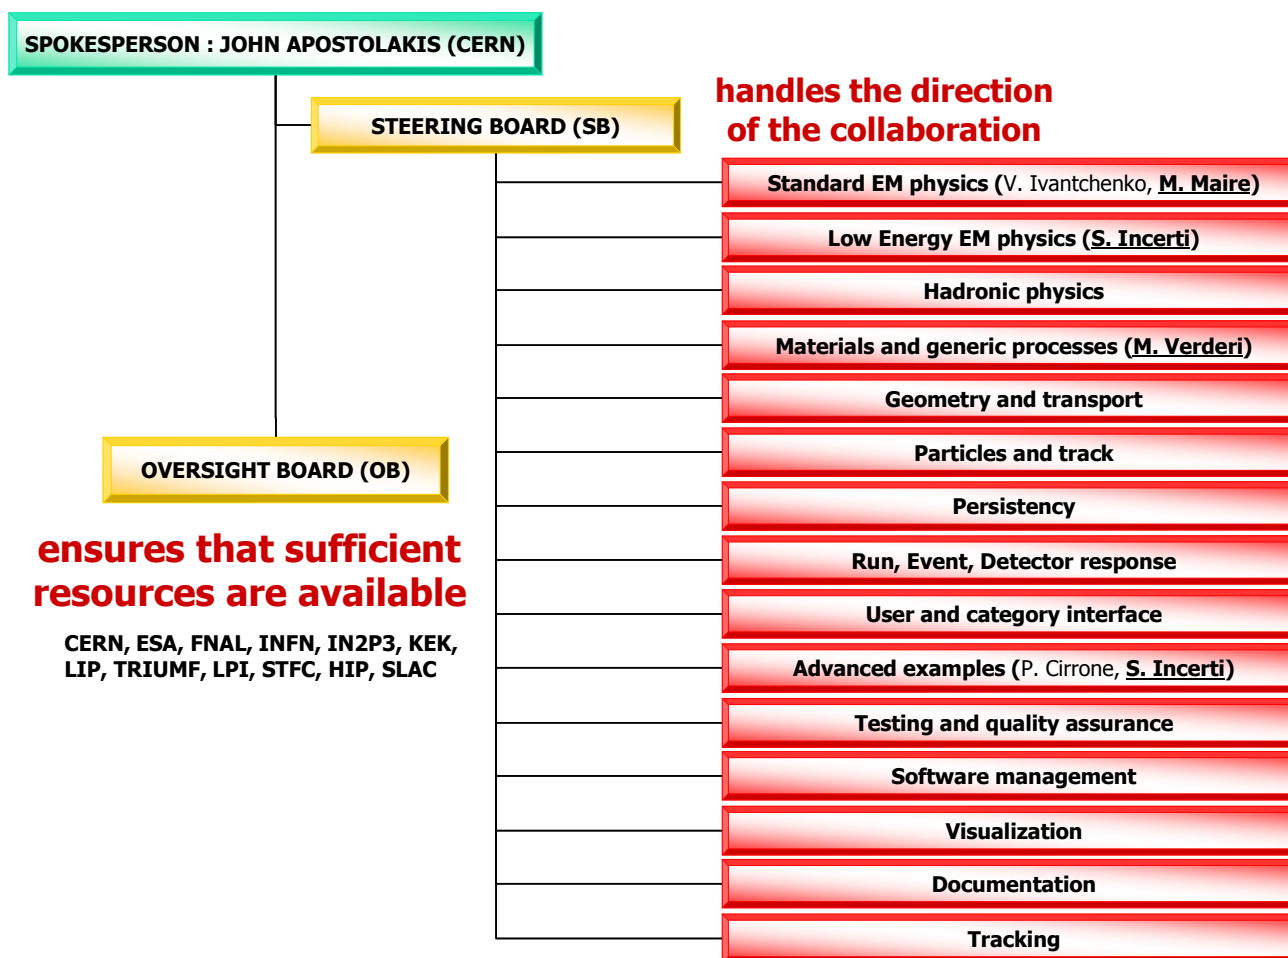 SPOKESPERSON : JOHN APOSTOLAKIS (CERN)
STEERING BOARD (SB)
handles the direction
of the collaboration
Standard EM physics (V. Ivantchenko, M. Maire)
Low Energy EM physics (S. Incerti)
Hadronic physics
Materials and generic processes (M. Verderi)
Geometry and transport
Particles and track
Persistency
Run, Event, Detector response
User and category interface
Advanced examples (P. Cirrone, S. Incerti)
Testing and quality assurance
Software management
Visualization
Documentation
Tracking
OVERSIGHT BOARD (OB)
ensures that sufficient
resources are available
CERN, ESA, FNAL, INFN, IN2P3, KEK,
LIP, TRIUMF, LPI, STFC, HIP, SLAC